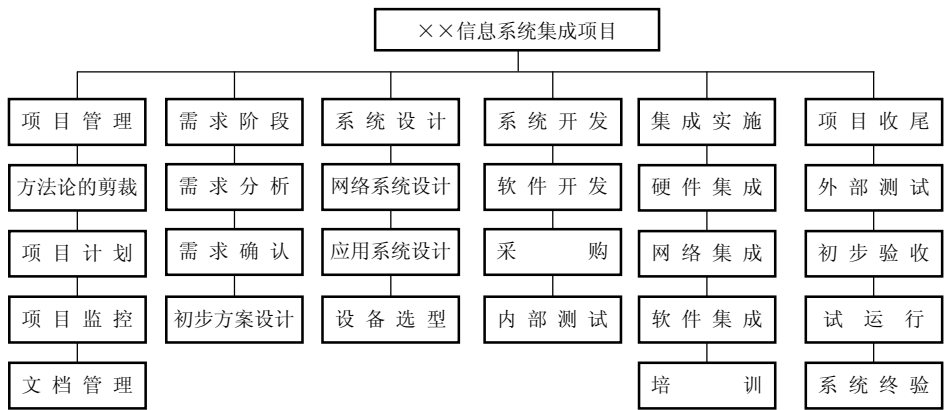 ××信息系统集成项目
项目管理 需求阶段 系统设计 系统开发 集成实施 项目收尾
方法论的剪裁 需求分析 网络系统设计 软件开发 硬件集成 外部测试
项目计划 需求确认 应用系统设计 采购 网络集成 初步验收
项目监控 初步方案设计 设备选型 内部测试 软件集成 试运行
文档管理 培训 系统终验